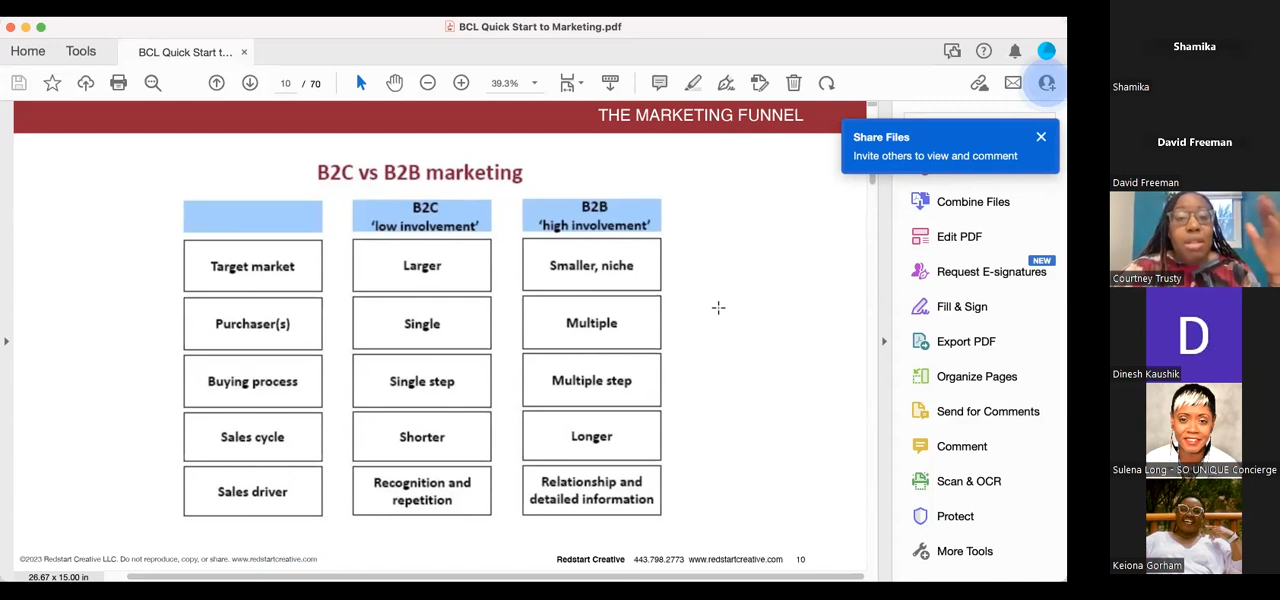 BCL Quick Start to Marketing.pdf
Home
Tools
BCL Quick Start t...
×
10 / 70
39.3%
THE MARKETING FUNNEL
Share Files
Invite others to view and comment
B2C vs B2B marketing
B2C
'low involvement'
B2B
'high involvement'
Target market
Larger
Smaller, niche
Purchaser(s)
Single
Multiple
Buying process
Single step
Multiple step
Sales cycle
Shorter
Longer
Sales driver
Recognition and
repetition
Relationship and
detailed information
©2023 Redstart Creative LLC. Do not reproduce, copy, or share. www.redstartcreative.com
Redstart Creative 443.798.2773 www.redstartcreative.com 10
26.67 x 15.00 in
Combine Files
Edit PDF
NEW
Request E-signatures
Fill & Sign
Export PDF
Organize Pages
Send for Comments
Comment
Scan & OCR
Protect
More Tools
Shamika
Shamika
David Freeman
David Freeman
Courtney Trusty
D
Dinesh Kaushik
Sulena Long - SO UNIQUE Concierge
Keiona Gorham